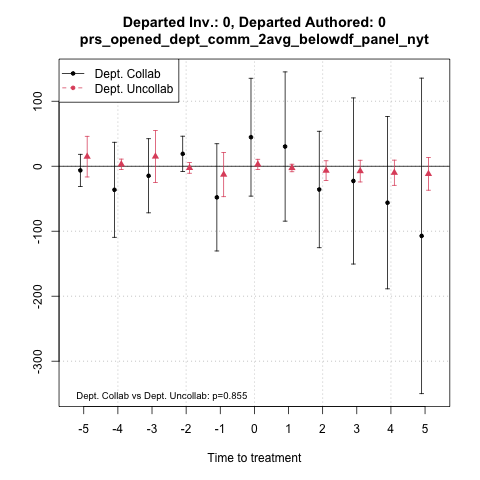 Departed Inv.: 0, Departed Authored: 0
prs_opened_dept_comm_2avg_belowdf_panel_nyt
Dept. Collab
Dept. Uncollab
100
0
-100
-200
-300
Dept. Collab vs Dept. Uncollab: p=0.855
-5 -4 -3 -2 -1 0 1 2 3 4 5
Time to treatment